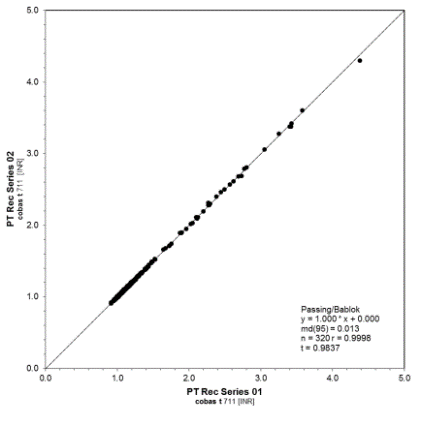 5.0
4.0
3.0
2.0
1.0
0.0
PT Rec Series 02
cobas t 711 [INR]
Passing/Bablok
y = 1.000 * x + 0.000
md(95) = 0.013
n = 320 r = 0.9998
t = 0.9837
0.0 1.0 2.0 3.0 4.0 5.0
PT Rec Series 01
cobas t 711 [INR]